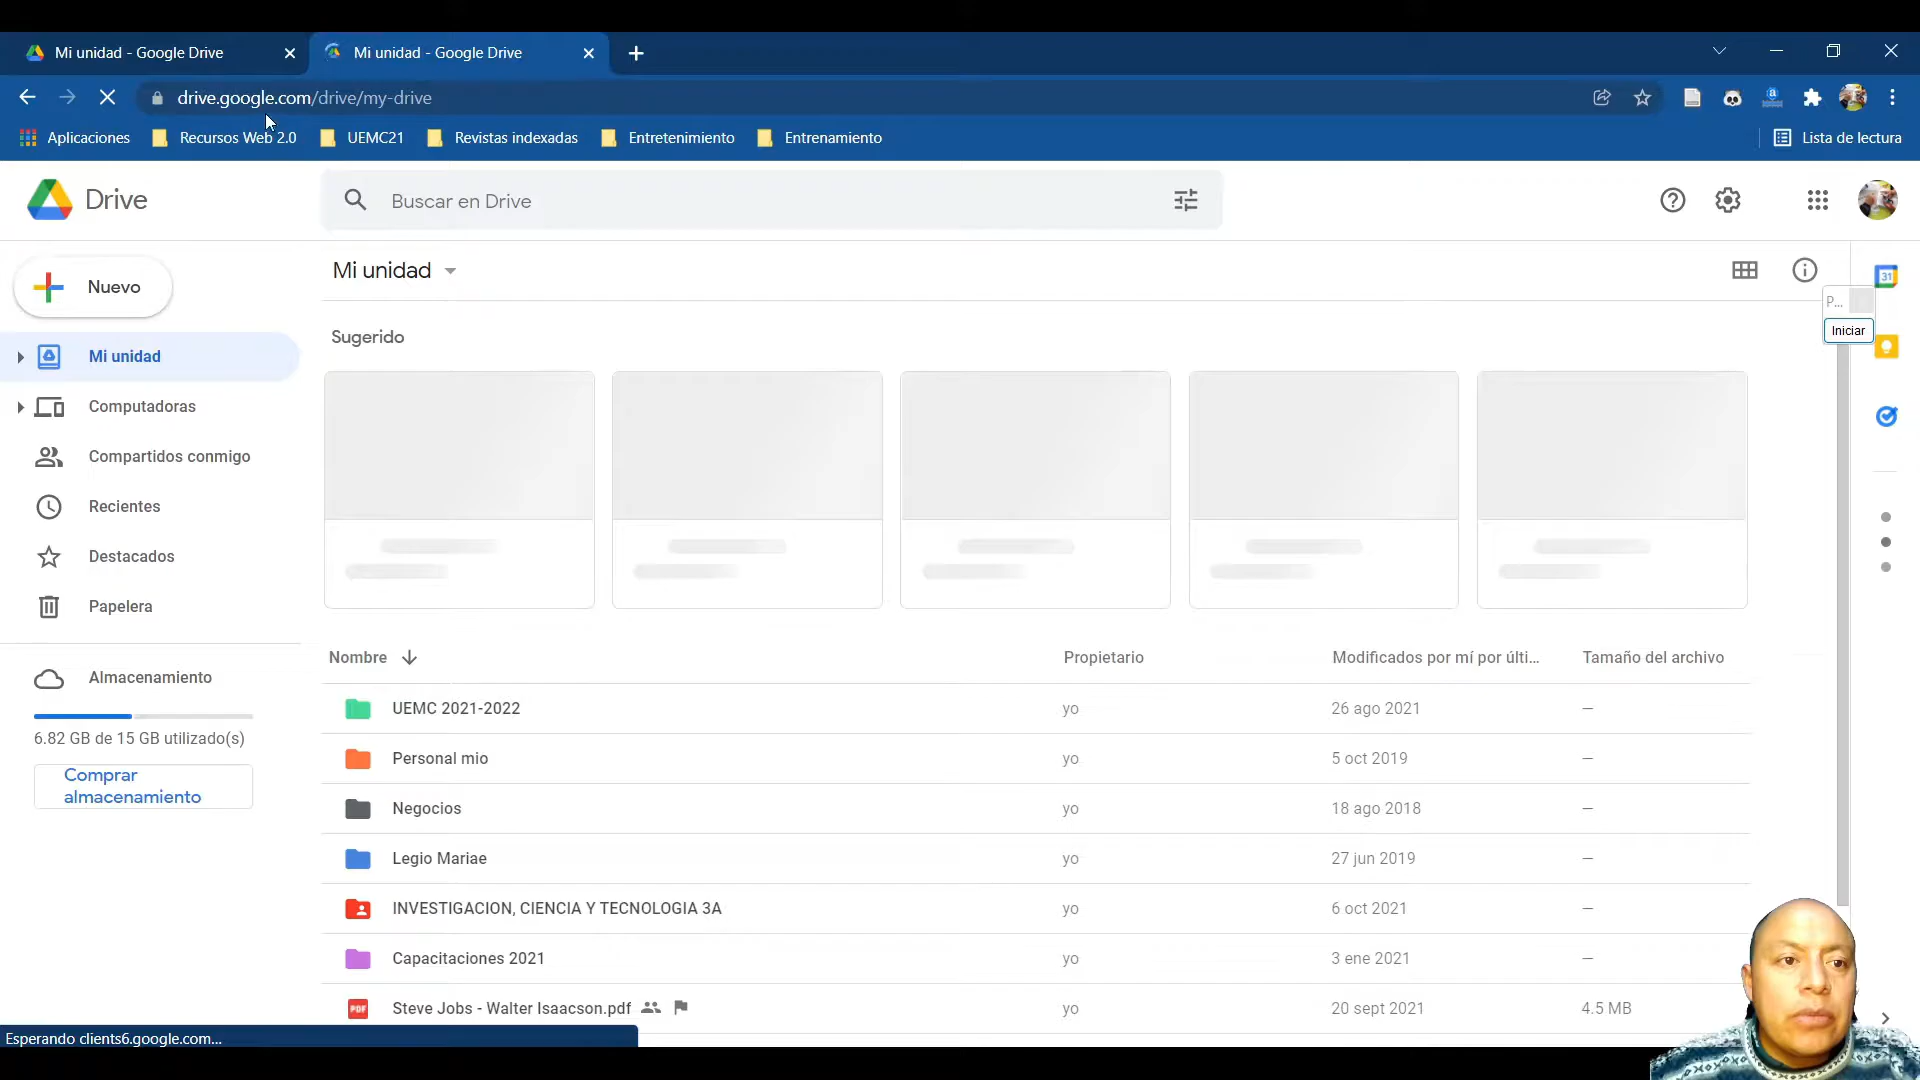 Mi unidad - Google Drive
Mi unidad - Google Drive
drive.google.com/drive/my-drive
Aplicaciones
Recursos Web 2.0
UEMC21
Revistas indexadas
Entretenimiento
Entrenamiento
Lista de lectura
Drive
Buscar en Drive
Nuevo
Mi unidad
31
P...
Iniciar
Sugerido
Mi unidad
Computadoras
Compartidos conmigo
Recientes
Destacados
Papelera
Almacenamiento
6.82 GB de 15 GB utilizado(s)
Comprar
almacenamiento
Nombre Propietario Modificados por mí por últi... Tamaño del archivo
UEMC 2021-2022 yo 26 ago 2021 —
Personal mio yo 5 oct 2019 —
Negocios yo 18 ago 2018 —
Legio Mariae yo 27 jun 2019 —
INVESTIGACION, CIENCIA Y TECNOLOGIA 3A yo 6 oct 2021 —
Capacitaciones 2021 yo 3 ene 2021 —
PDF Steve Jobs - Walter Isaacson.pdf yo 20 sept 2021 4.5 MB
Esperando clients6.google.com...